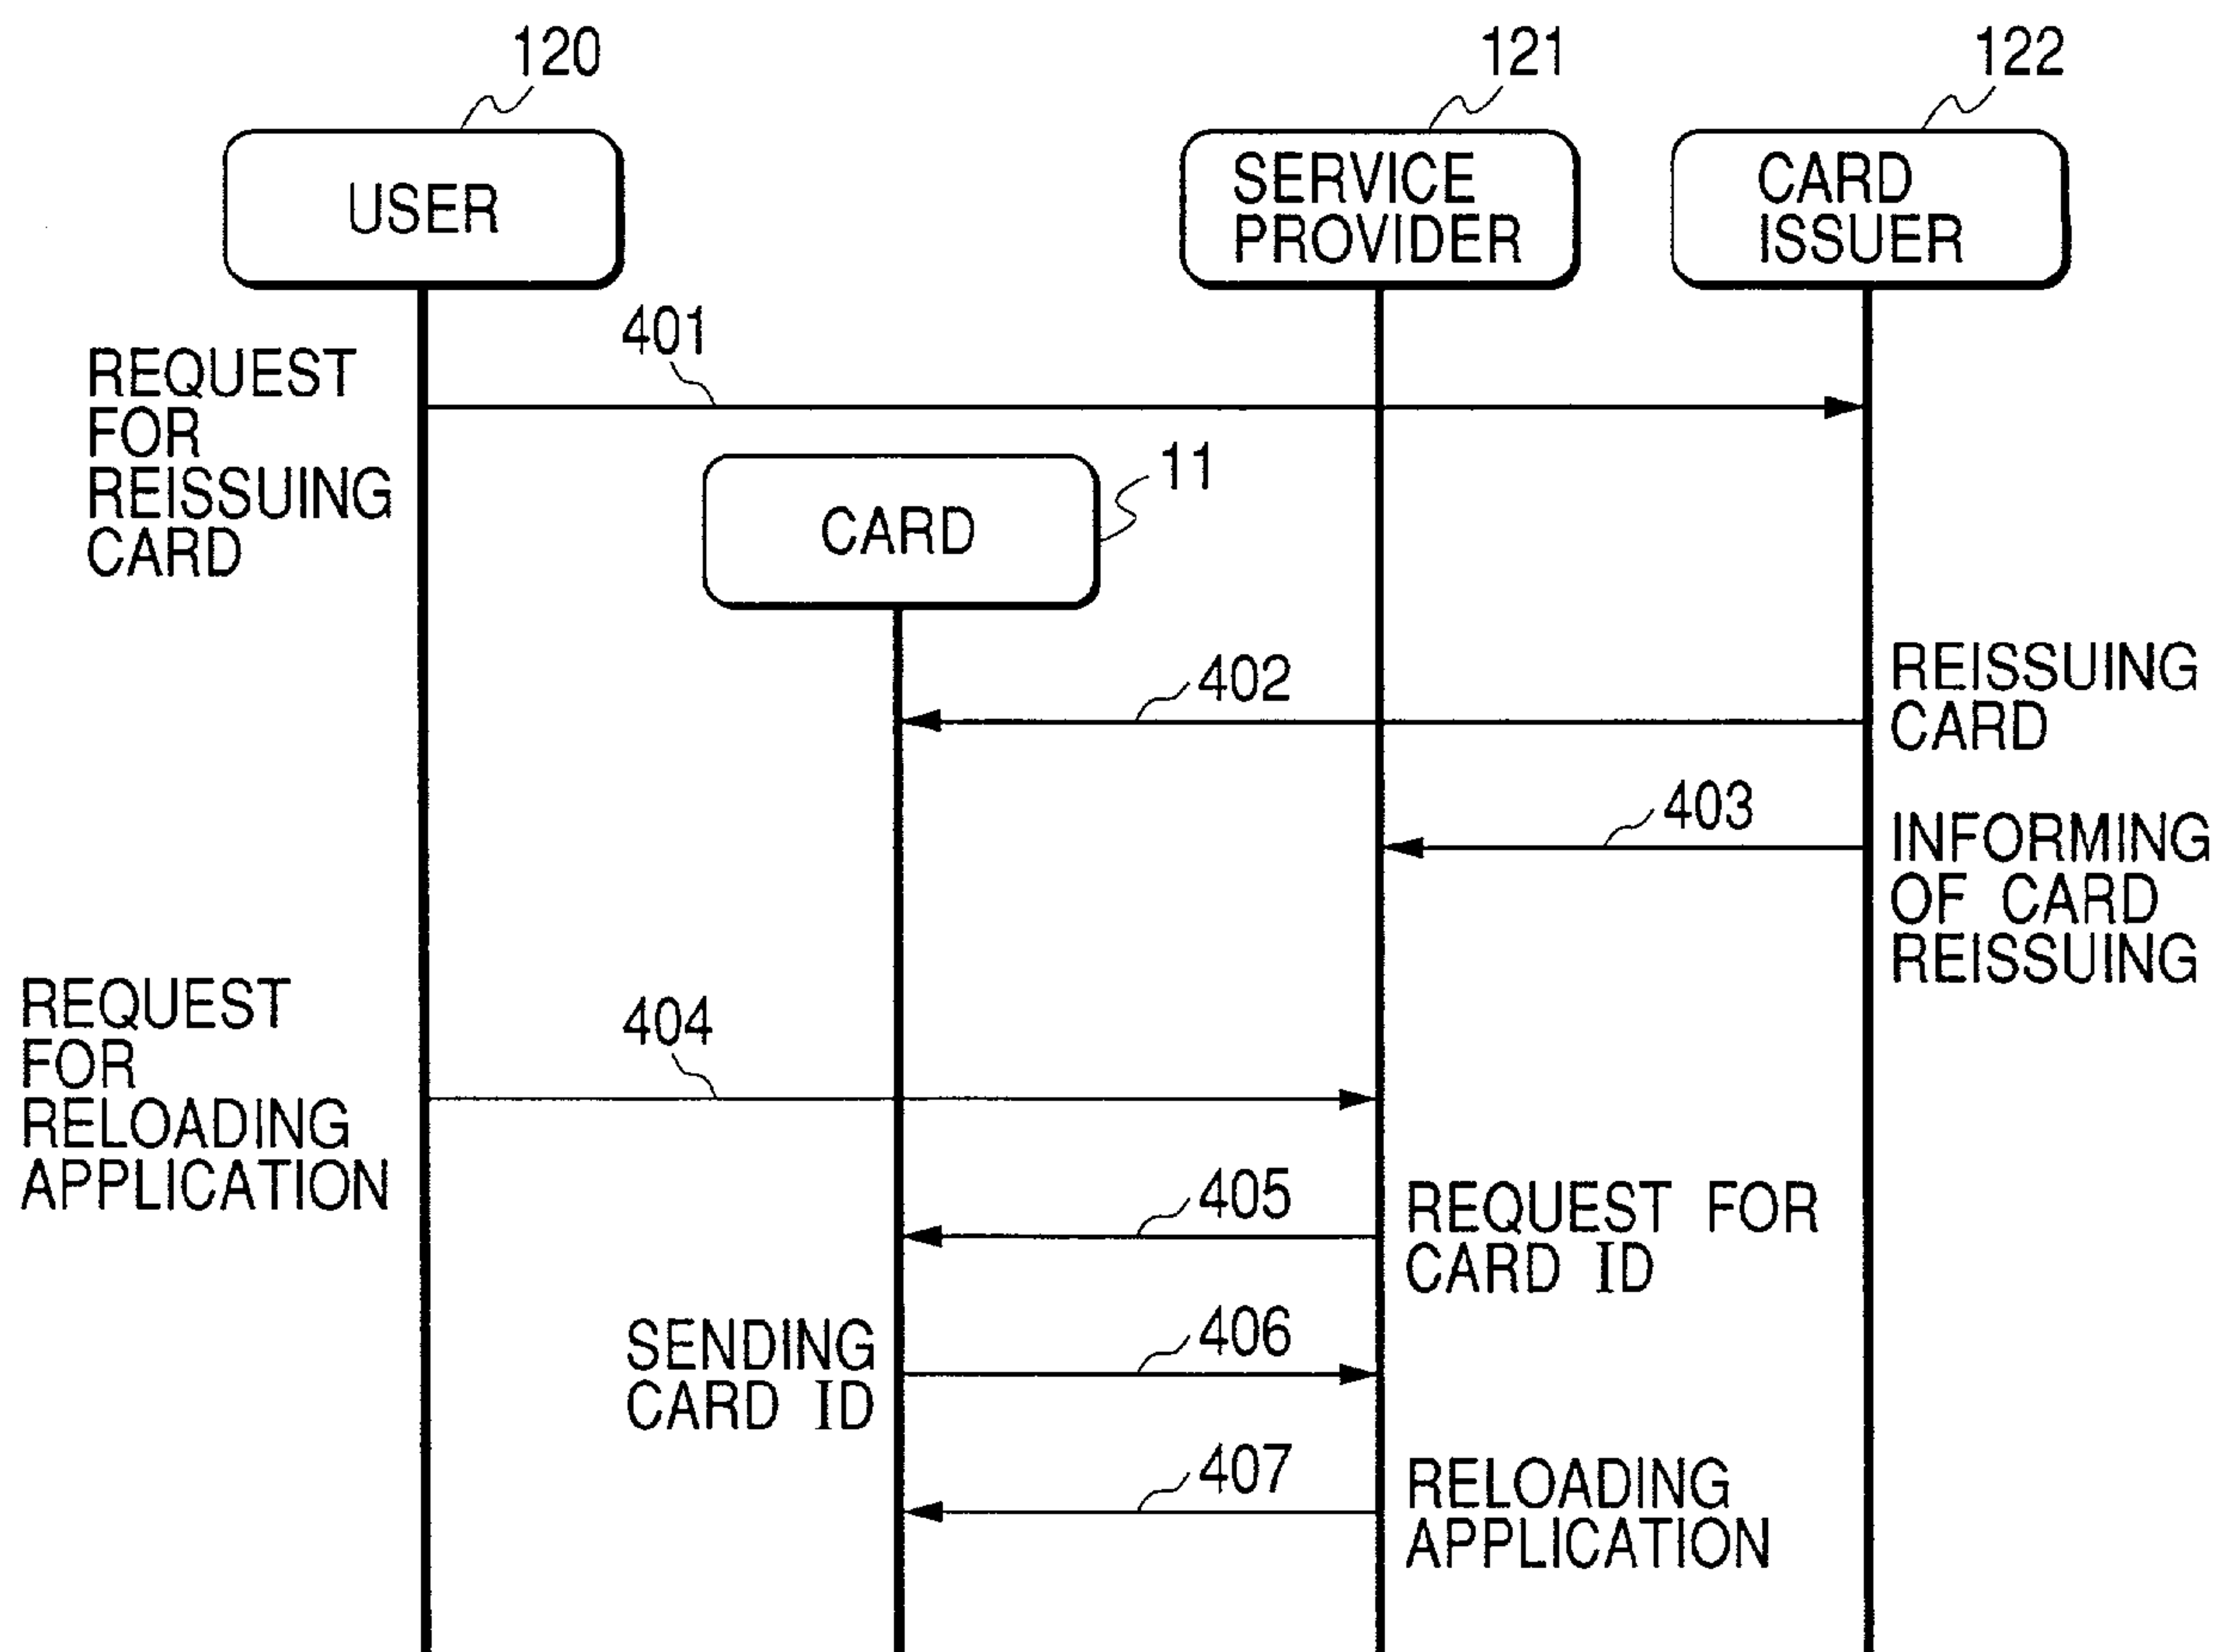 120
121
122
USER
SERVICE
PROVIDER
CARD
ISSUER
401
REQUEST
FOR
REISSUING
CARD
11
CARD
402
REISSUING
CARD
403
INFORMING
OF CARD
REISSUING
REQUEST
FOR
RELOADING
APPLICATION
404
405
REQUEST FOR
CARD ID
SENDING
CARD ID
406
407
RELOADING
APPLICATION